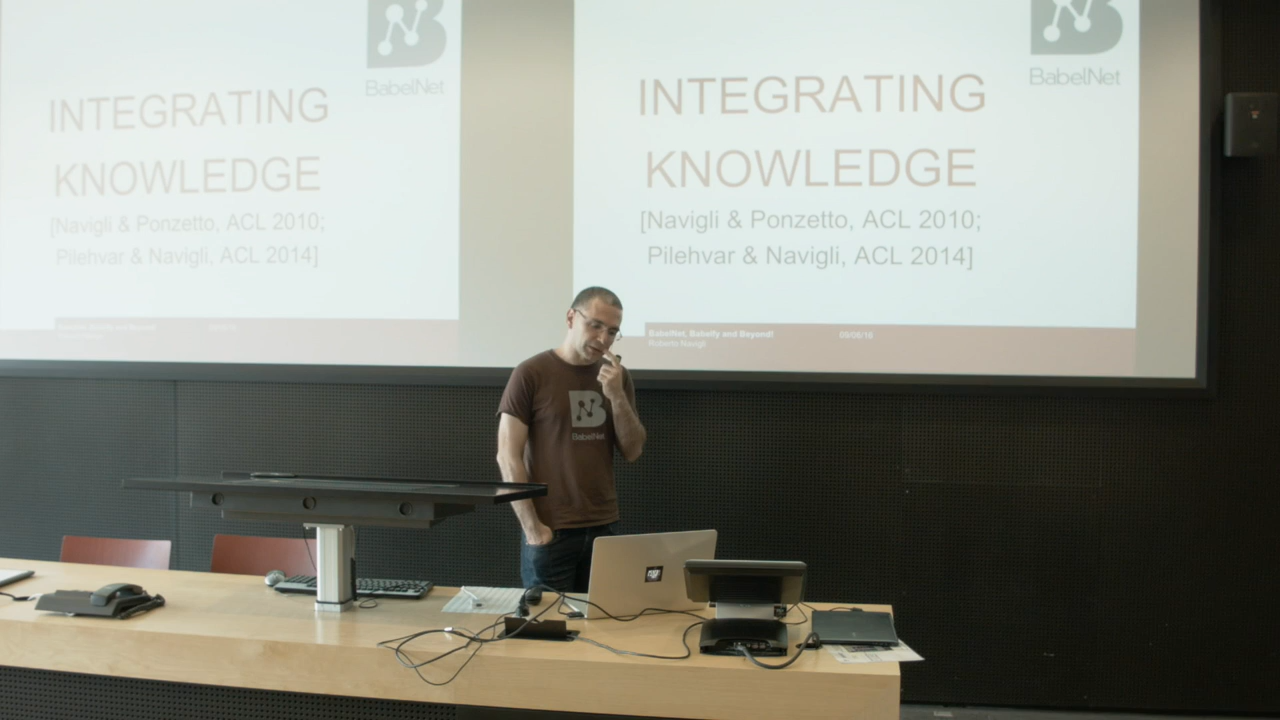 BabelNet
INTEGRATING
KNOWLEDGE
[Navigli & Ponzetto, ACL 2010;
Pilehvar & Navigli, ACL 2014]
BabelNet
INTEGRATING
KNOWLEDGE
[Navigli & Ponzetto, ACL 2010;
Pilehvar & Navigli, ACL 2014]
BabelNet, Babelfy and Beyond!
Roberto Navigli
BabelNet